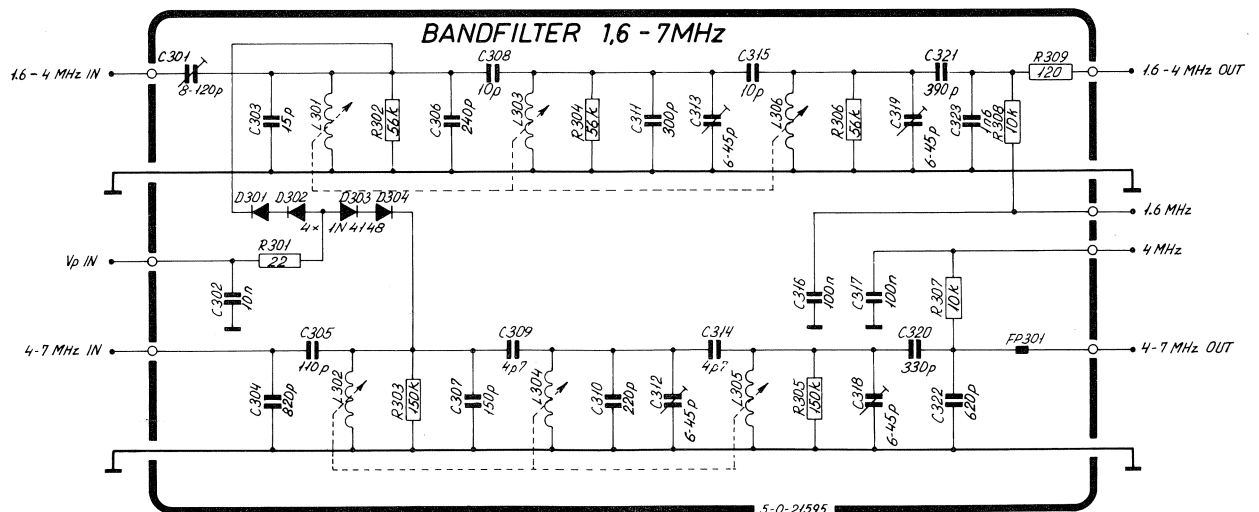 BANDFILTER 1,6 - 7MHz
1.6 - 4 MHz IN
C301
8-120p
C303
15p
L301
R302
56k
C306
240p
C308
10p
L303
R304
56k
C311
300p
C313
6-45p
C315
10p
L306
R306
56k
C319
6-45p
C321
390p
C323
1n6
R308
10k
R309
120
1.6 - 4 MHz OUT
D301
D302
D303
D304
4x 1N4148
1.6 MHz
Vp IN
R301
22
C302
10n
C316
100n
C317
100n
R307
10k
4 MHz
4-7 MHz IN
C304
820p
C305
110p
L302
R303
150k
C307
150p
C309
4p7
L304
C310
220p
C312
6-45p
C314
4p7
L305
R305
150k
C318
6-45p
C320
330p
C322
620p
FP301
4-7 MHz OUT
5-0-21595